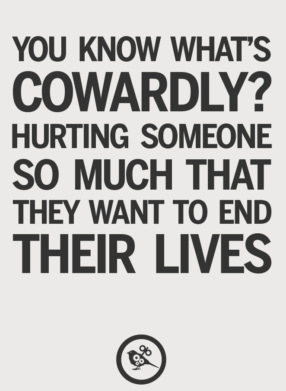 YOU KNOW WHAT'S
COWARDLY?
HURTING SOMEONE
SO MUCH THAT
THEY WANT TO END
THEIR LIVES